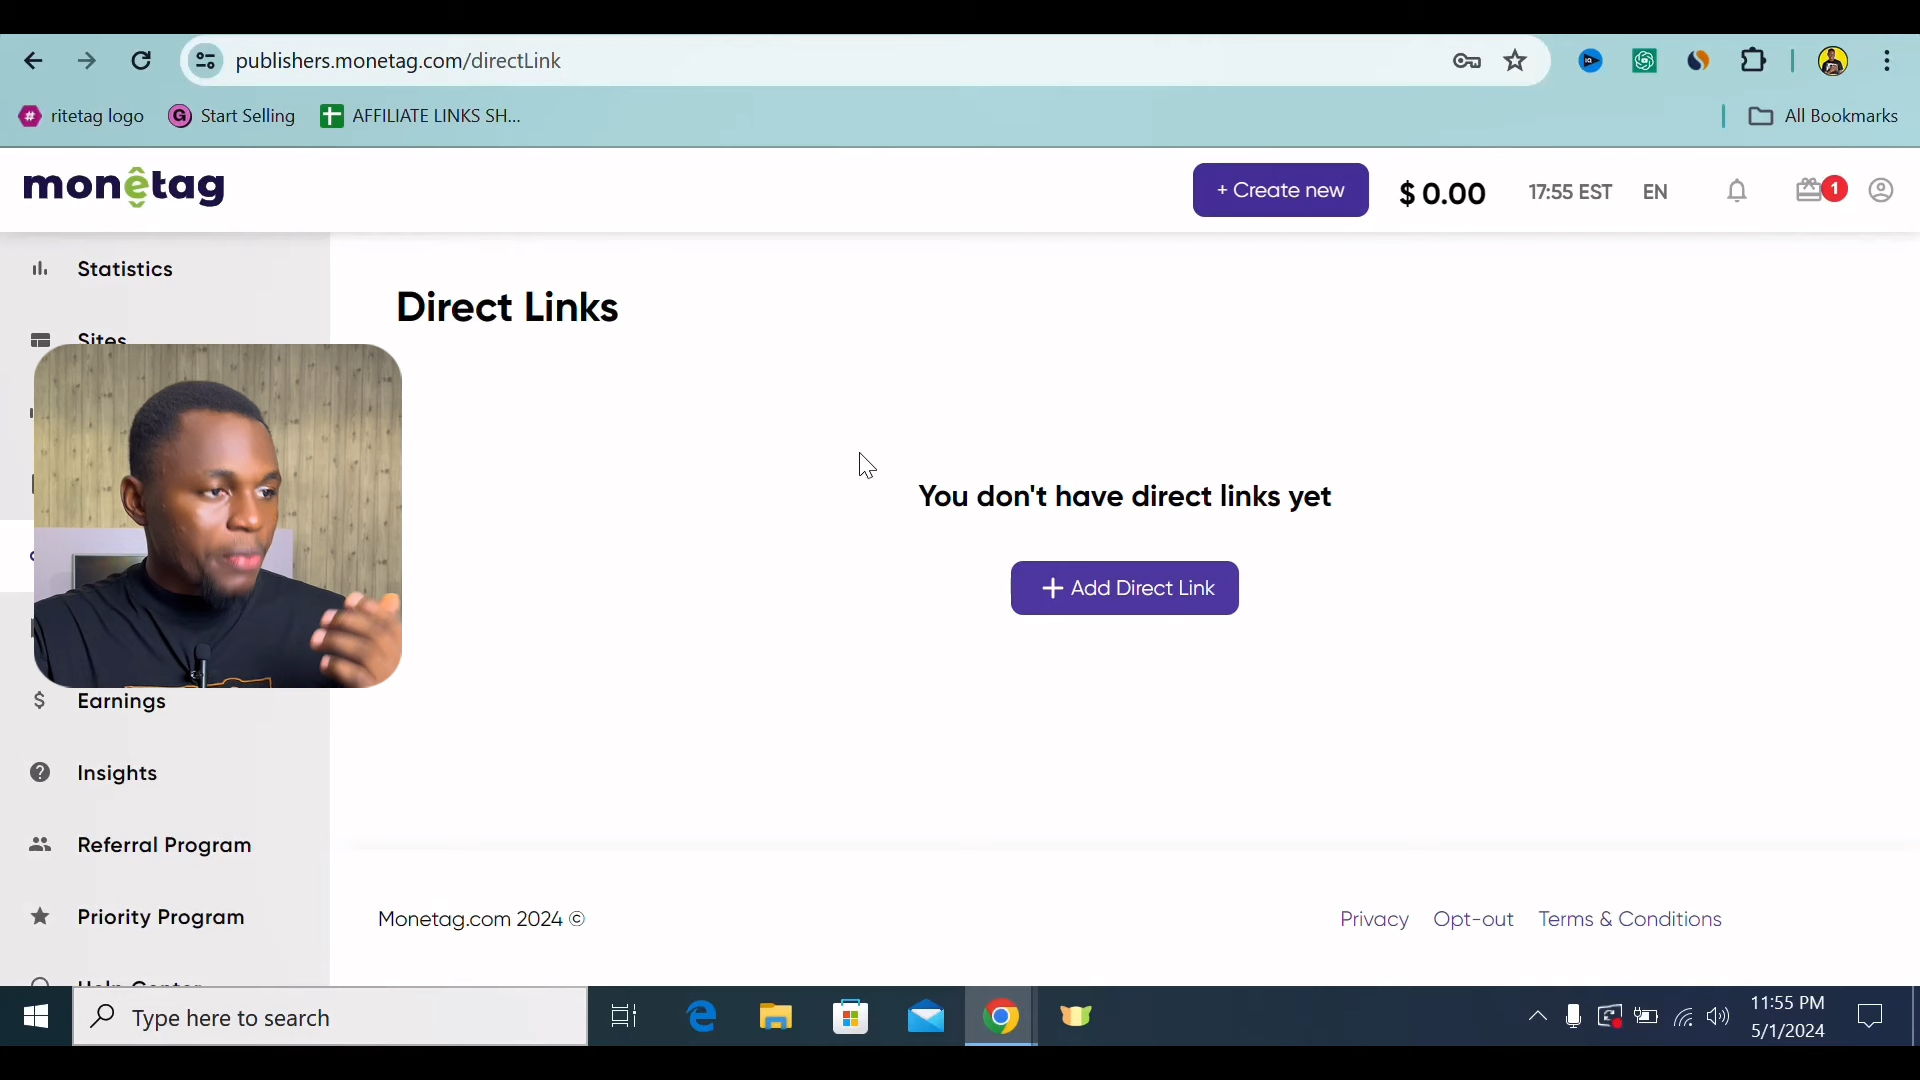 publishers.monetag.com/directLink
ritetag logo
Start Selling
AFFILIATE LINKS SH...
All Bookmarks
monetag
+ Create new
$ 0.00
17:55 EST
EN
1
Statistics
Sites
Direct Links
You don't have direct links yet
+ Add Direct Link
Earnings
Insights
Referral Program
Priority Program
Help Center
Monetag.com 2024 ©
Privacy
Opt-out
Terms & Conditions
Type here to search
11:55 PM
5/1/2024